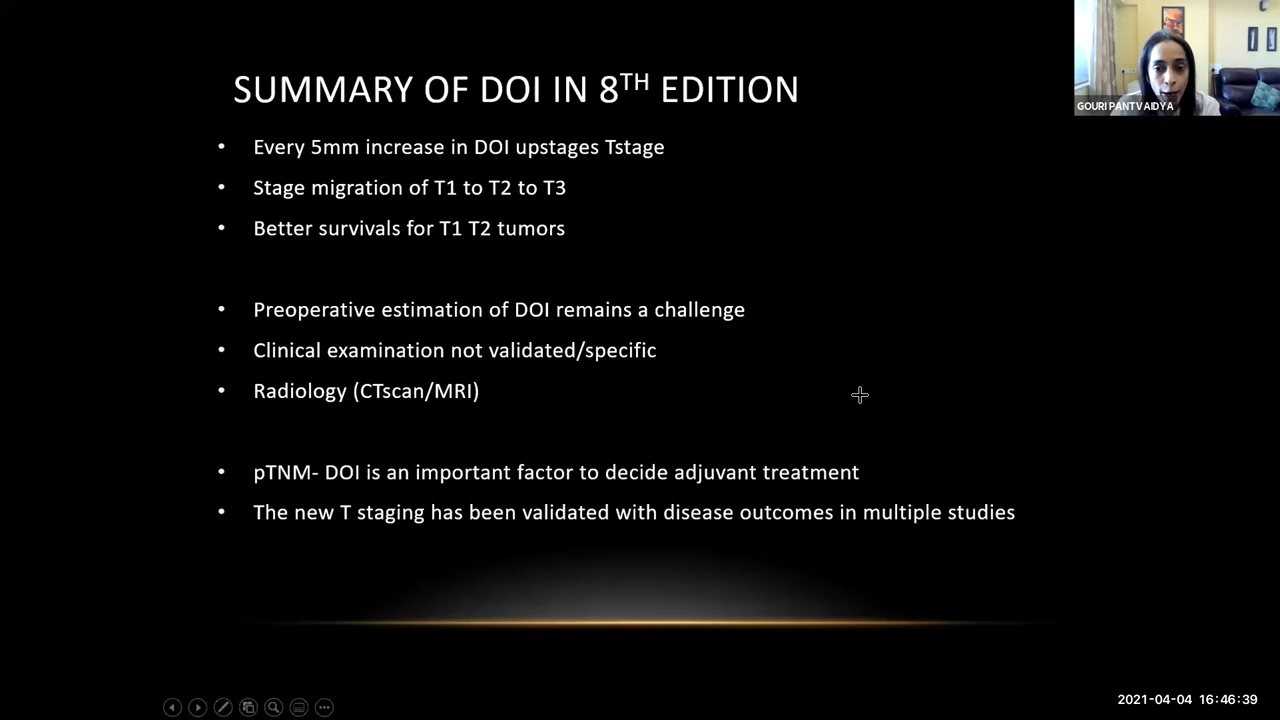 SUMMARY OF DOI IN 8TH EDITION
GOURI PANTVAIDYA
• Every 5mm increase in DOI upstages Tstage
• Stage migration of T1 to T2 to T3
• Better survivals for T1 T2 tumors
• Preoperative estimation of DOI remains a challenge
• Clinical examination not validated/specific
• Radiology (CTscan/MRI)
• pTNM- DOI is an important factor to decide adjuvant treatment
• The new T staging has been validated with disease outcomes in multiple studies
2021-04-04 16:46:39